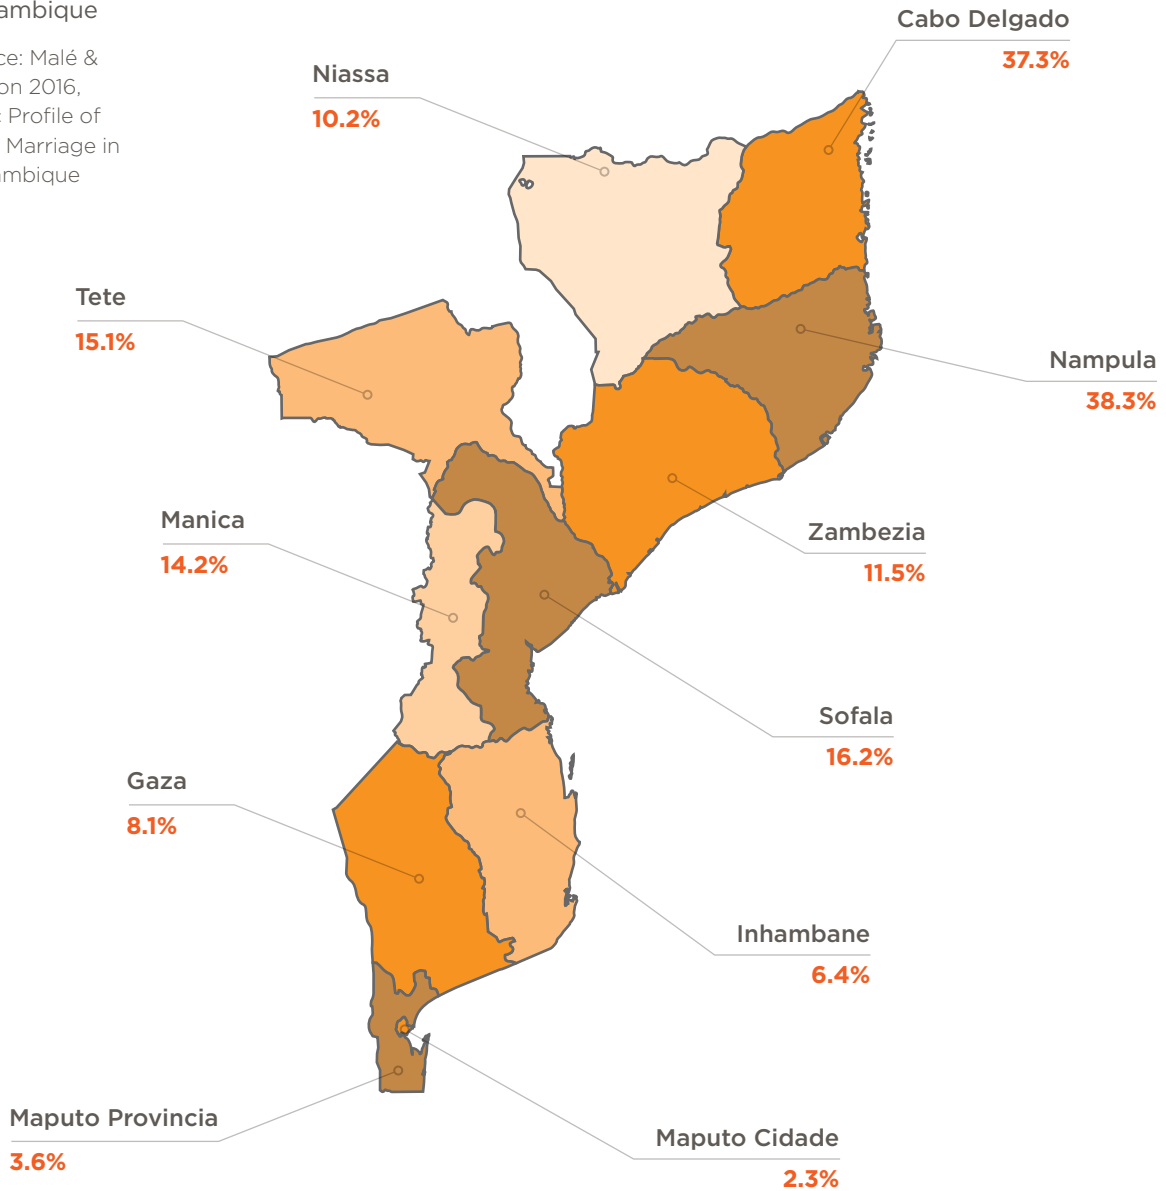 ambique
ce: Malé &
on 2016,
Profile of
Marriage in
ambique
Cabo Delgado
37.3%
Niassa
10.2%
Tete
15.1%
Nampula
38.3%
Manica
14.2%
Zambezia
11.5%
Sofala
16.2%
Gaza
8.1%
Inhambane
6.4%
Maputo Provincia
3.6%
Maputo Cidade
2.3%